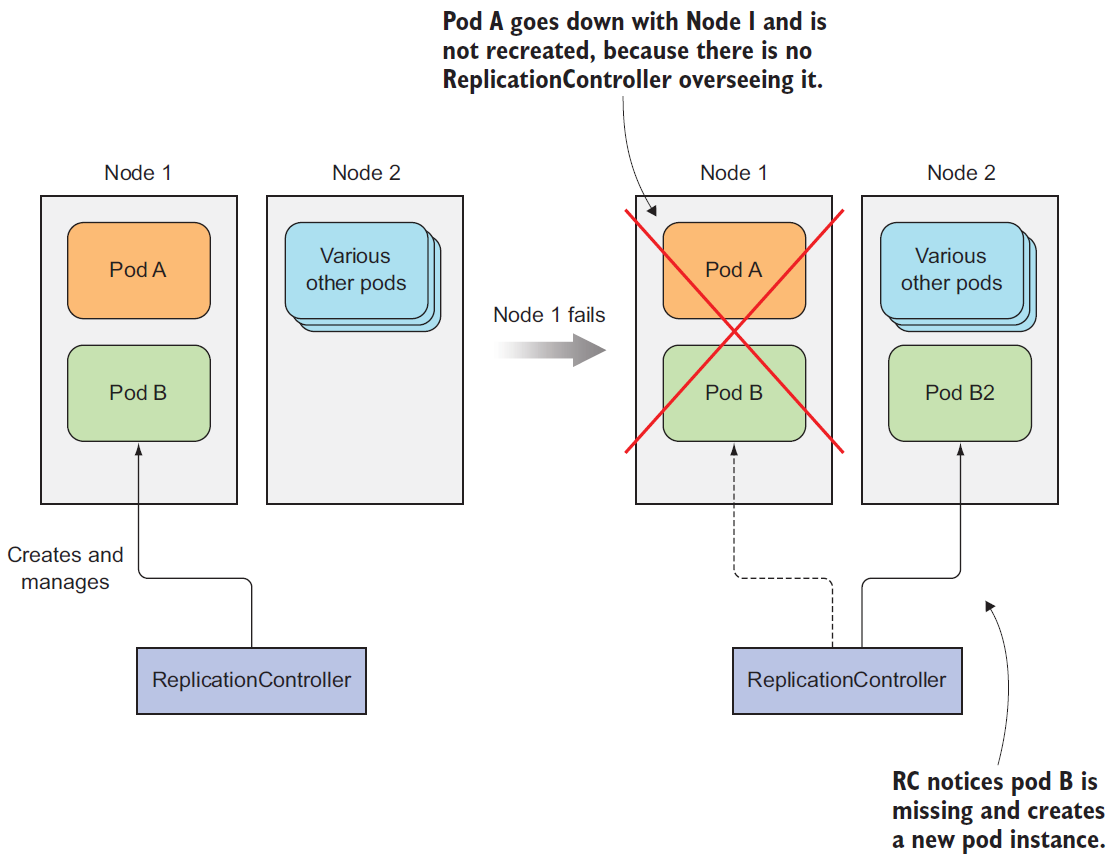 Pod A goes down with Node 1 and is
not recreated, because there is no
ReplicationController overseeing it.
Node 1
Node 2
Pod A
Various
other pods
Pod B
Creates and
manages
ReplicationController
Node 1 fails
Node 1
Node 2
Pod A
Various
other pods
Pod B
Pod B2
ReplicationController
RC notices pod B is
missing and creates
a new pod instance.